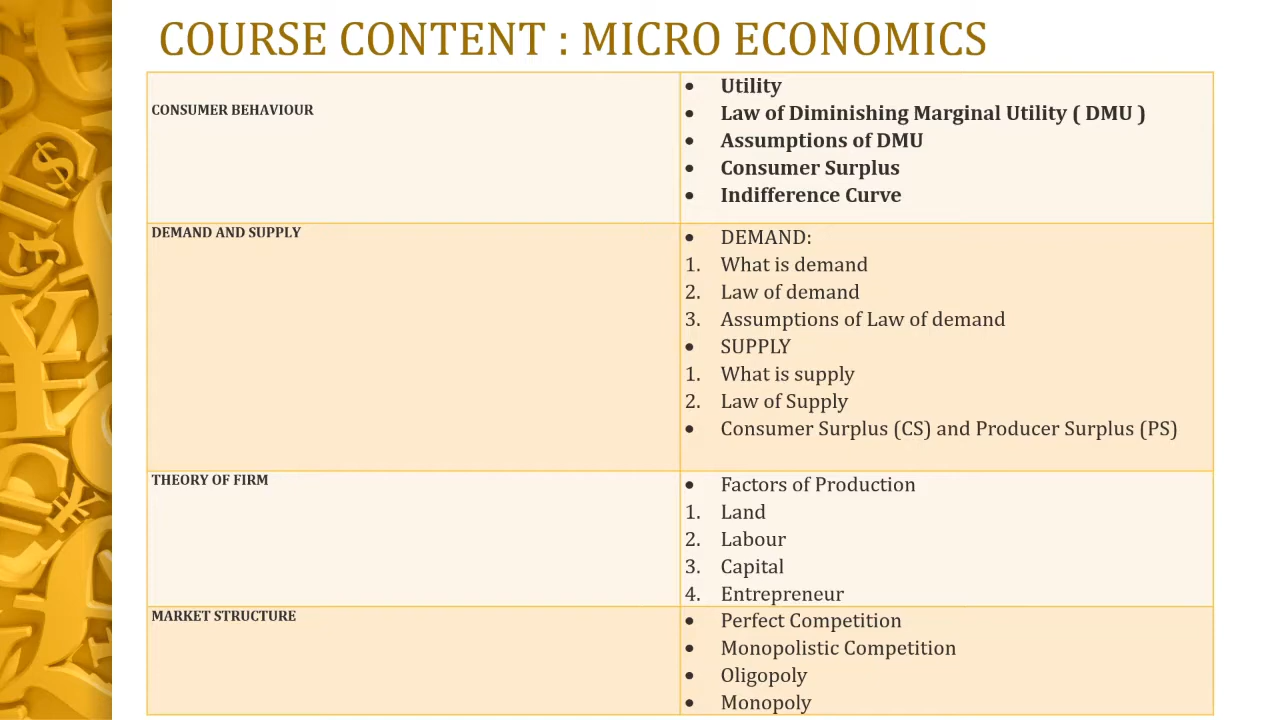 COURSE CONTENT : MICRO ECONOMICS
CONSUMER BEHAVIOUR
• Utility
• Law of Diminishing Marginal Utility ( DMU )
• Assumptions of DMU
• Consumer Surplus
• Indifference Curve
DEMAND AND SUPPLY
• DEMAND:
1. What is demand
2. Law of demand
3. Assumptions of Law of demand
• SUPPLY
1. What is supply
2. Law of Supply
• Consumer Surplus (CS) and Producer Surplus (PS)
THEORY OF FIRM
• Factors of Production
1. Land
2. Labour
3. Capital
4. Entrepreneur
MARKET STRUCTURE
• Perfect Competition
• Monopolistic Competition
• Oligopoly
• Monopoly